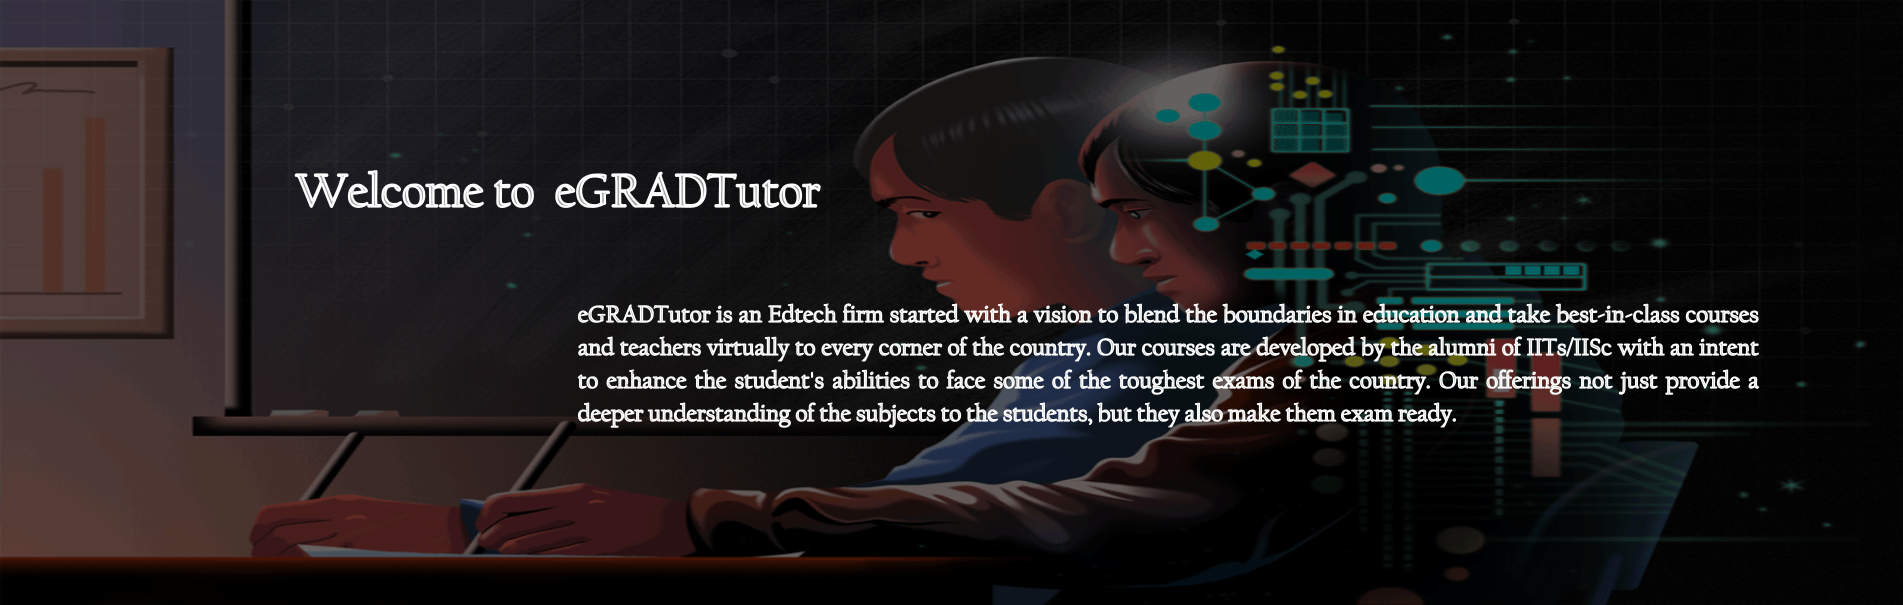 Welcome to eGRADTutor
eGRADTutor is an Edtech firm started with a vision to blend the boundaries in education and take best-in-class courses
and teachers virtually to every corner of the country. Our courses are developed by the alumni of IITs/IISc with an intent
to enhance the student's abilities to face some of the toughest exams of the country. Our offerings not just provide a
deeper understanding of the subjects to the students, but they also make them exam ready.